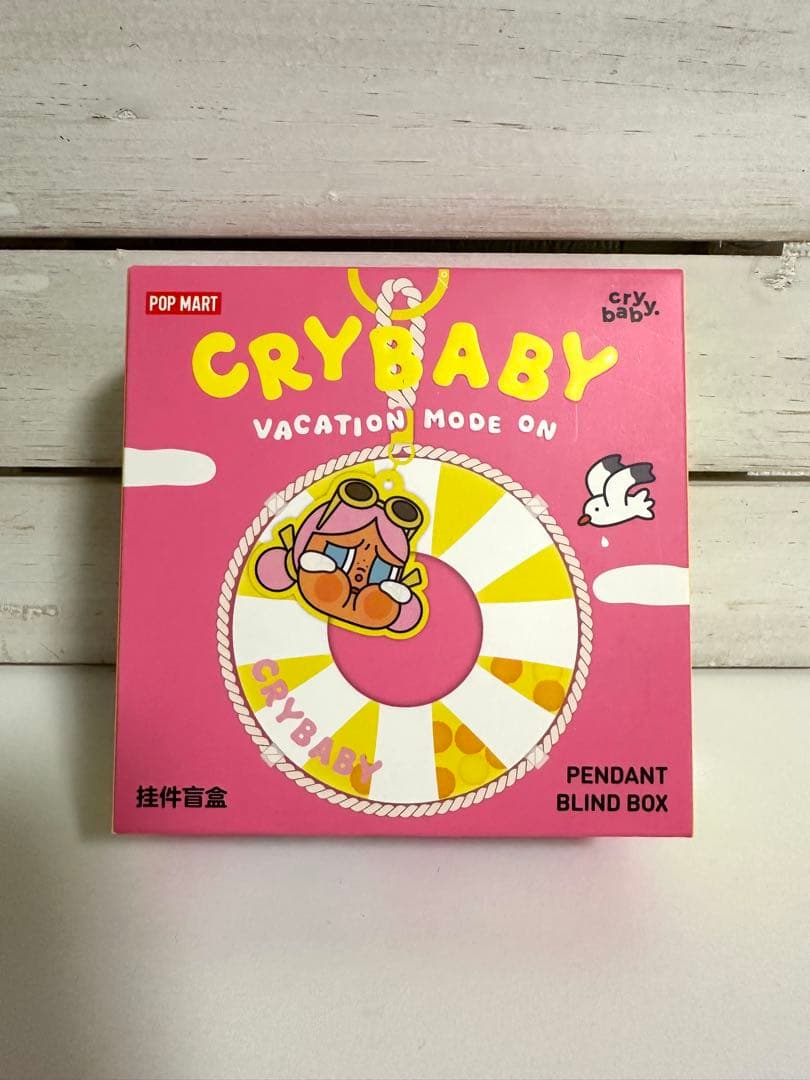 POP MART
cry
baby.
CRYBABY
VACATION MODE ON
CRYBABY
挂件盲盒
PENDANT
BLIND BOX